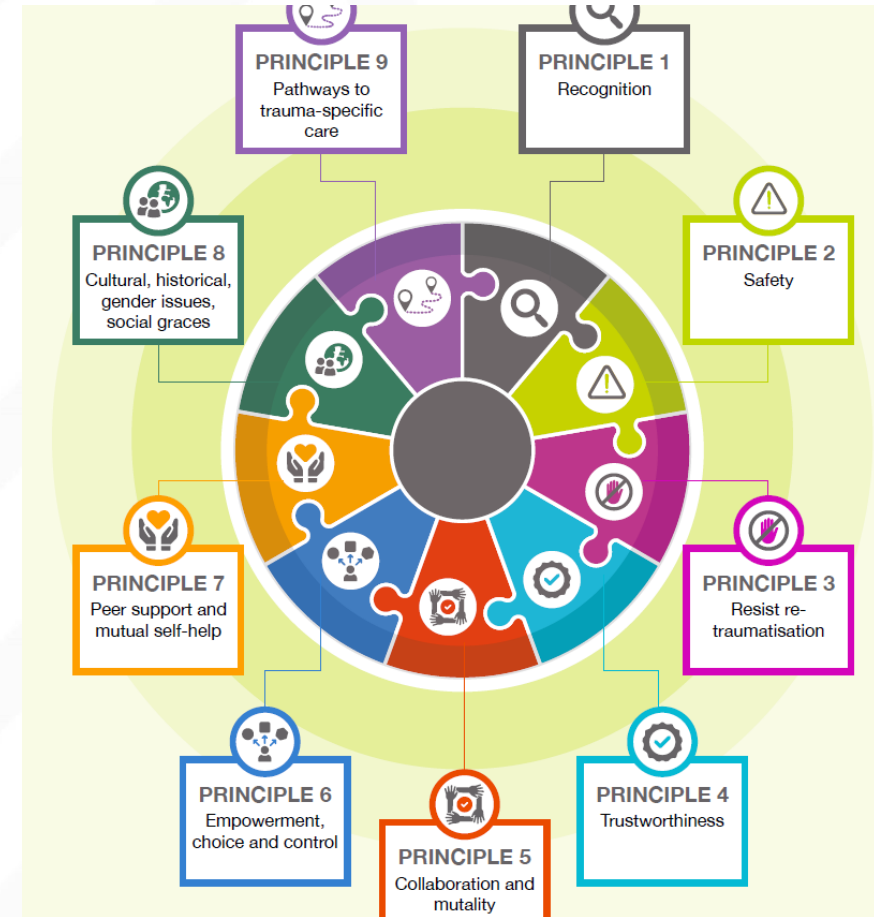 PRINCIPLE 1
Recognition
PRINCIPLE 2
Safety
PRINCIPLE 3
Resist re-
traumatisation
PRINCIPLE 4
Trustworthiness
PRINCIPLE 5
Collaboration and
mutality
PRINCIPLE 6
Empowerment,
choice and control
PRINCIPLE 7
Peer support and
mutual self-help
PRINCIPLE 8
Cultural, historical,
gender issues,
social graces
PRINCIPLE 9
Pathways to
trauma-specific
care